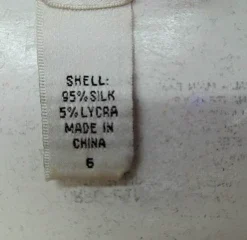 SHELL:
95% SILK
5% LYCRA
MADE IN
CHINA
6